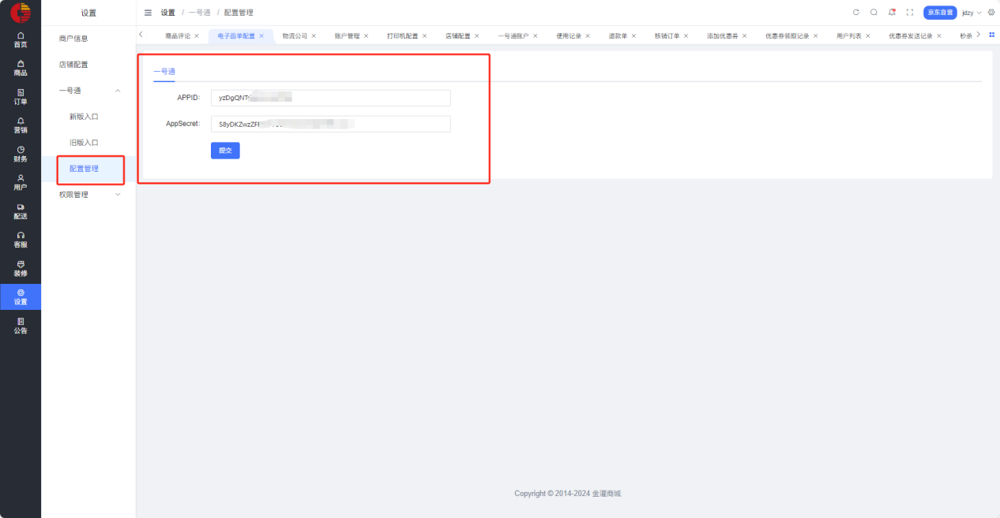 设置
设置 / 一号通 / 配置管理
京东自营
jdzy
首页
商品
订单
营销
财务
用户
配送
客服
装修
设置
公告
商户信息
店铺配置
一号通
新版入口
旧版入口
配置管理
权限管理
商品评论 × 电子面单配置 × 物流公司 × 账户管理 × 打印机配置 × 店铺配置 × 一号通账户 × 使用记录 × 退款单 × 核销订单 × 添加优惠券 × 优惠券领取记录 × 用户列表 × 优惠券发送记录 × 秒杀
一号通
APPID: yzDgQNT
AppSecret: S8yDKZwzZF
提交
Copyright © 2014-2024 金灌商城